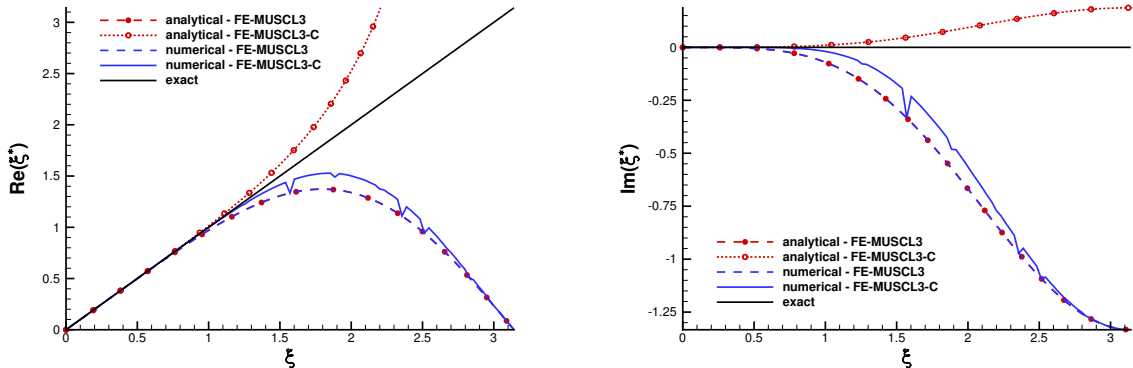 3
2.5
2
1.5
1
0.5
0
Re(ξ*)
analytical - FE-MUSCL3
analytical - FE-MUSCL3-C
numerical - FE-MUSCL3
numerical - FE-MUSCL3-C
exact
0 0.5 1 1.5 2 2.5 3
ξ
0
-0.25
-0.5
-0.75
-1
-1.25
Im(ξ*)
analytical - FE-MUSCL3
analytical - FE-MUSCL3-C
numerical - FE-MUSCL3
numerical - FE-MUSCL3-C
exact
0 0.5 1 1.5 2 2.5 3
ξ